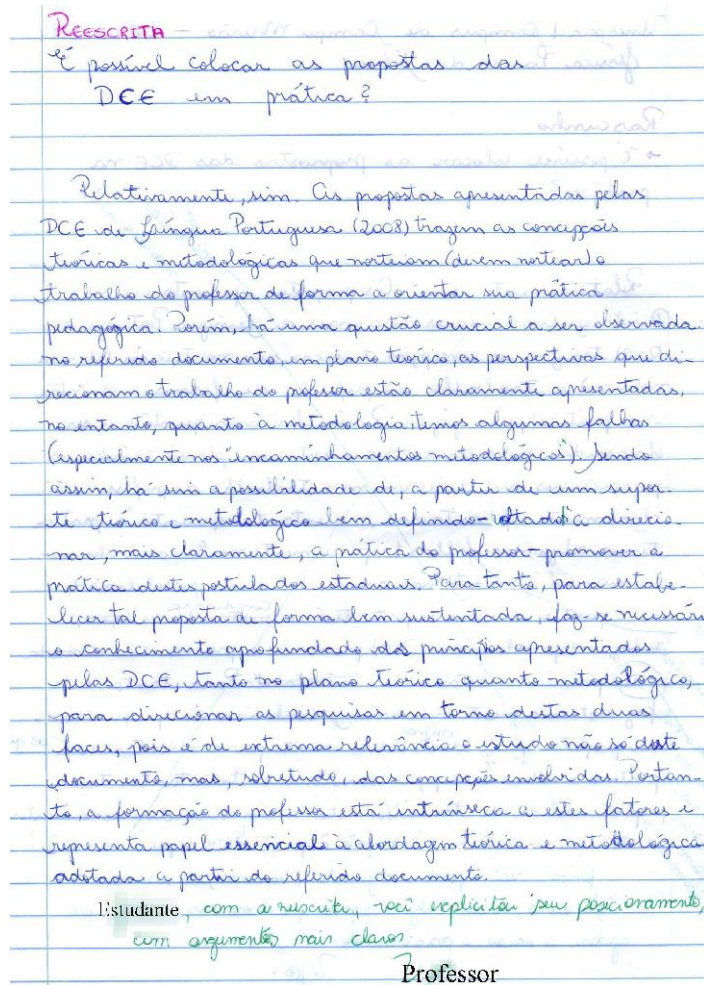 REESCRITA
É possível colocar as propostas das
DCE em prática?
Relativamente, sim. As propostas apresentadas pelas
DCE de Língua Portuguesa (2008) trazem as concepções
teóricas e metodológicas que norteiam (devem nortear) o
trabalho do professor de forma a orientar sua prática
pedagógica. Porém, há uma questão crucial a ser observada:
no referido documento, em plano teórico, as perspectivas que di-
recionam o trabalho do professor estão claramente apresentadas,
no entanto, quanto à metodologia, temos algumas falhas
(especialmente nos "encaminhamentos metodológicos"). Sendo
assim, há sim a possibilidade de, a partir de um supor-
te teórico e metodológico bem definido - voltado à direcio-
nar, mais claramente, a prática do professor - promover a
prática destes postulados estaduais. Para tanto, para estabe-
lecer tal proposta de forma bem sustentada, faz-se necessário
o conhecimento aprofundado dos princípios apresentados
pelas DCE, tanto no plano teórico quanto metodológico,
para direcionar as pesquisas em torno destas duas
faces, pois é de extrema relevância o estudo não só deste
documento, mas, sobretudo, das concepções envolvidas. Portan-
to, a formação do professor está intrínseca a estes fatores e
representa papel essencial à abordagem teórica e metodológica
adotada a partir do referido documento.
Estudante, com a reescrita, você explicitou seu posicionamento,
com argumentos mais claros.
Professor